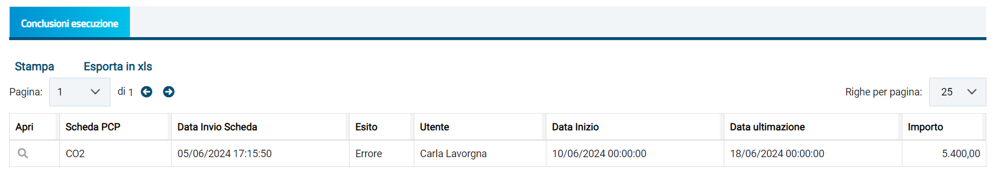 Conclusioni esecuzione
Stampa Esporta in xls
Pagina: 1 di 1 Righe per pagina: 25
Apri Scheda PCP Data Invio Scheda Esito Utente Data Inizio Data ultimazione Importo
CO2 05/06/2024 17:15:50 Errore Carla Lavorgna 10/06/2024 00:00:00 18/06/2024 00:00:00 5.400,00